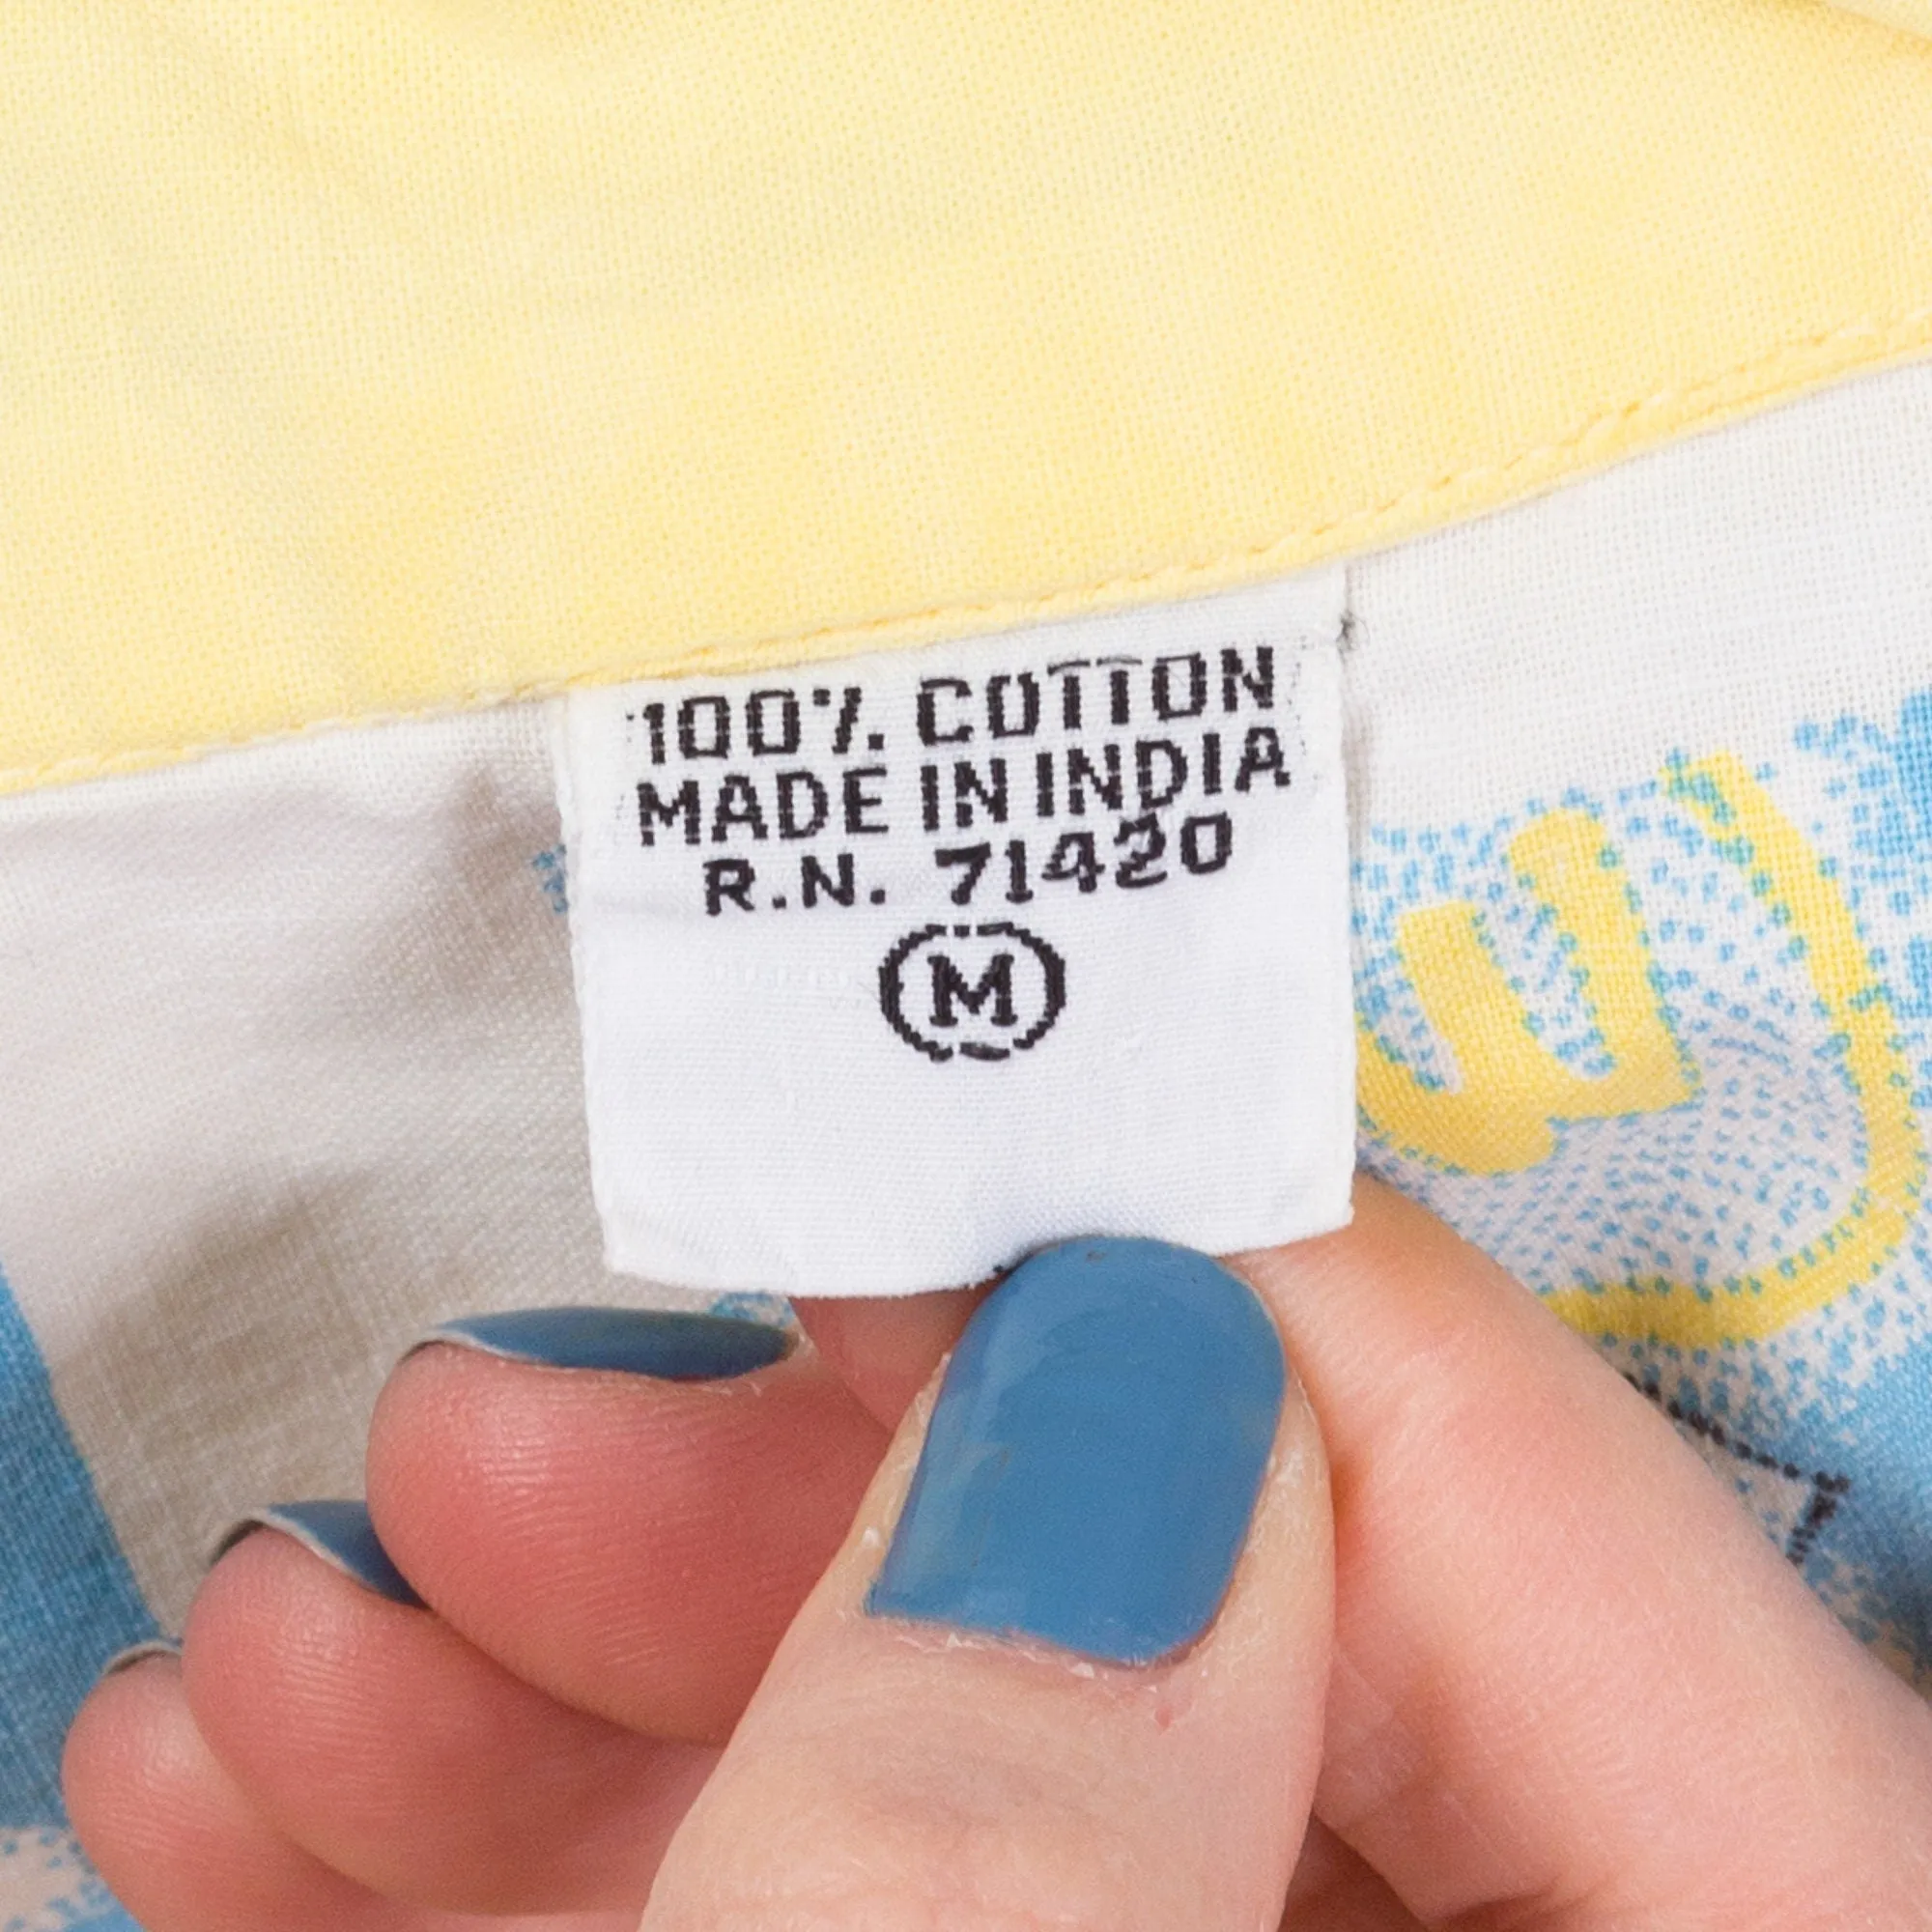 100% COTTON
MADE IN INDIA
R.N. 71420
M